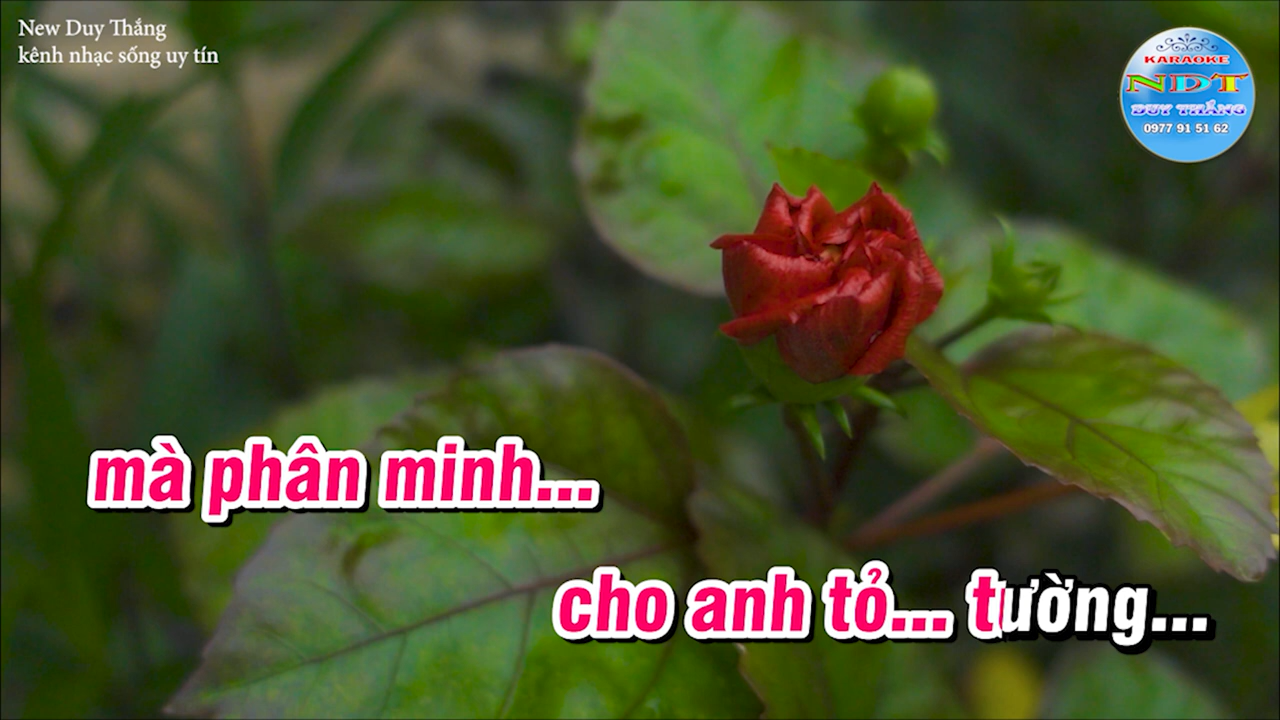 New Duy Thắng
kênh nhạc sống uy tín
KARAOKE
NDT
DUY THẮNG
0977 91 51 62
mà phân minh...
cho anh tỏ... tường...